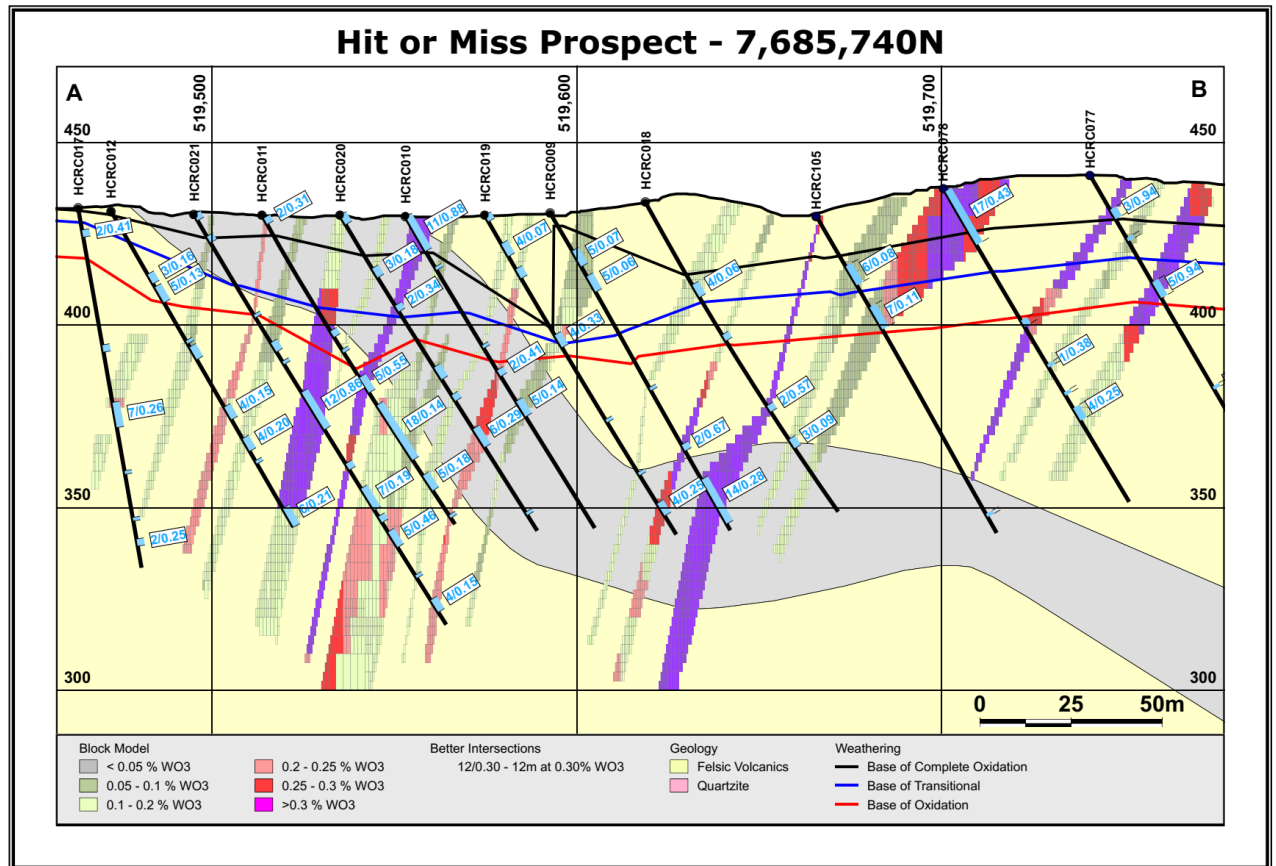 Hit or Miss Prospect - 7,685,740N
A
519,500
519,600
519,700
B
450
450
HCRC017
HCRC012
HCRC021
HCRC011
HCRC020
HCRC010
HCRC019
HCRC009
HCRC018
HCRC105
HCRC078
HCRC077
2/0.41
3/0.16
5/0.13
2/0.31
3/0.18
11/0.88
2/0.34
4/0.07
5/0.07
5/0.06
4/0.06
6/0.08
17/0.43
3/0.94
5/0.94
400
400
7/0.11
4/0.33
2/0.41
5/0.55
12/0.86
18/0.14
5/0.14
6/0.29
1/0.38
4/0.25
7/0.26
4/0.15
4/0.20
2/0.57
3/0.09
2/0.67
5/0.18
7/0.19
6/0.21
4/0.25
14/0.28
350
350
5/0.46
2/0.25
4/0.15
300
300
0 25 50m
Block Model
< 0.05 % WO3
0.05 - 0.1 % WO3
0.1 - 0.2 % WO3
0.2 - 0.25 % WO3
0.25 - 0.3 % WO3
>0.3 % WO3
Better Intersections
12/0.30 - 12m at 0.30% WO3
Geology
Felsic Volcanics
Quartzite
Weathering
Base of Complete Oxidation
Base of Transitional
Base of Oxidation